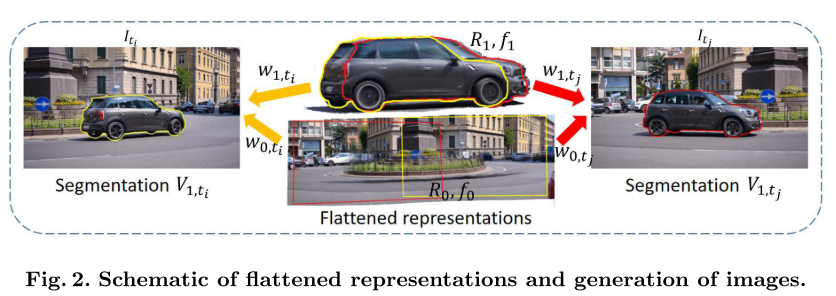 I_{t_i}
R_1, f_1
I_{t_j}
w_{1,t_i}
w_{1,t_j}
w_{0,t_i}
w_{0,t_j}
R_0, f_0
Segmentation V_{1,t_i}
Segmentation V_{1,t_j}
Flattened representations
Fig. 2. Schematic of flattened representations and generation of images.